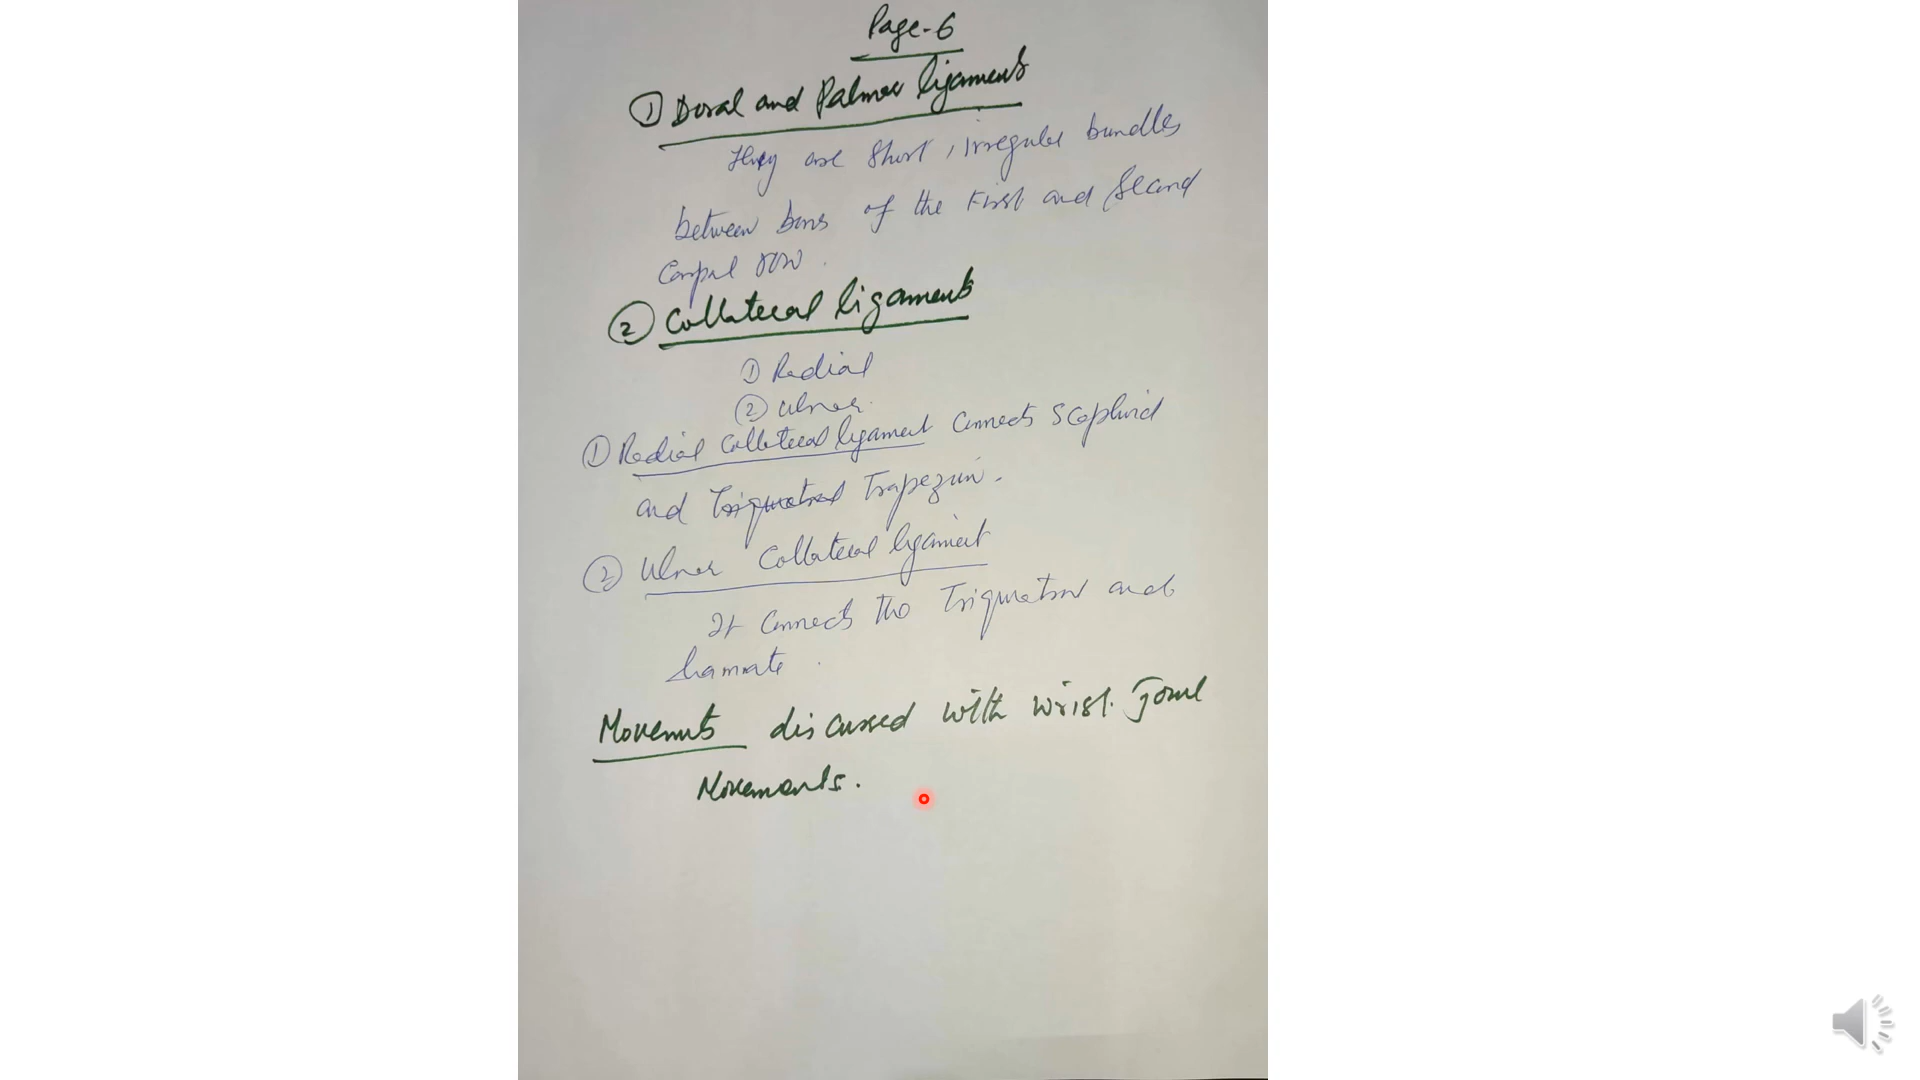 Page-6
① Dorsal and Palmar ligaments
They are short, irregular bundles
between bones of the first and second
carpal row.
② Collateral ligaments
① Radial
② Ulnar.
① Radial collateral ligament connects scaphoid
and Triquetral Trapezium.
② Ulnar Collateral ligament
It connects the Triquetral and
hamate.
Movements discussed with wrist. Joint
Movements.